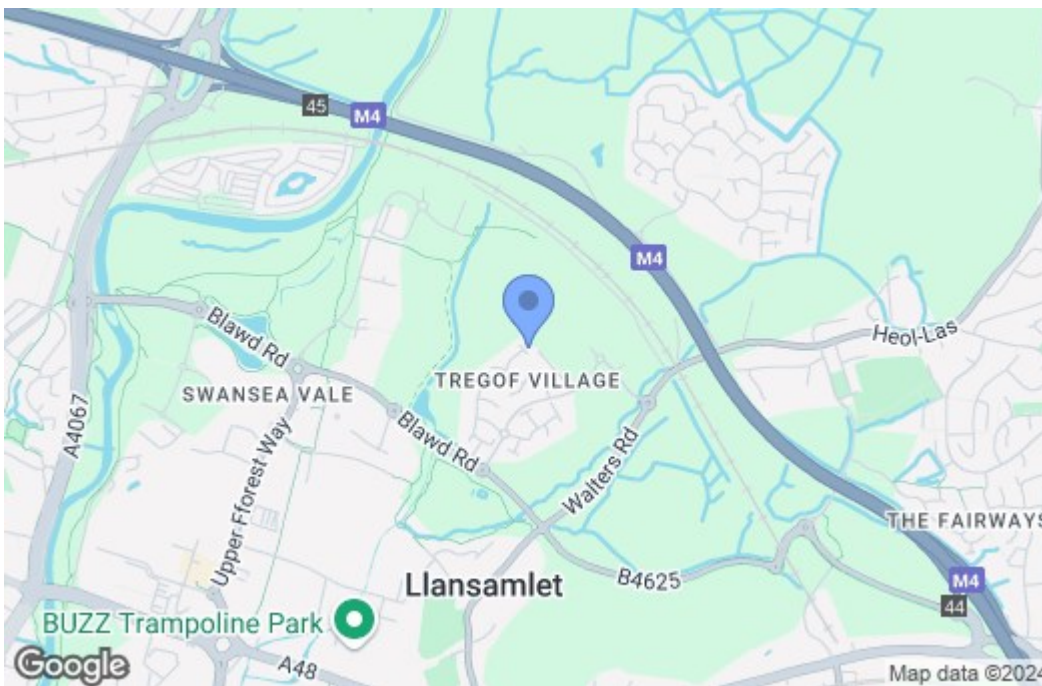 45
M4
M4
Heol-Las
Blawd Rd
TREGOF VILLAGE
SWANSEA VALE
A4067
Blawd Rd
Upper Fforest Way
Walters Rd
THE FAIRWAYS
Llansamlet
B4625
M4
44
BUZZ Trampoline Park
A48
Google
Map data ©2024